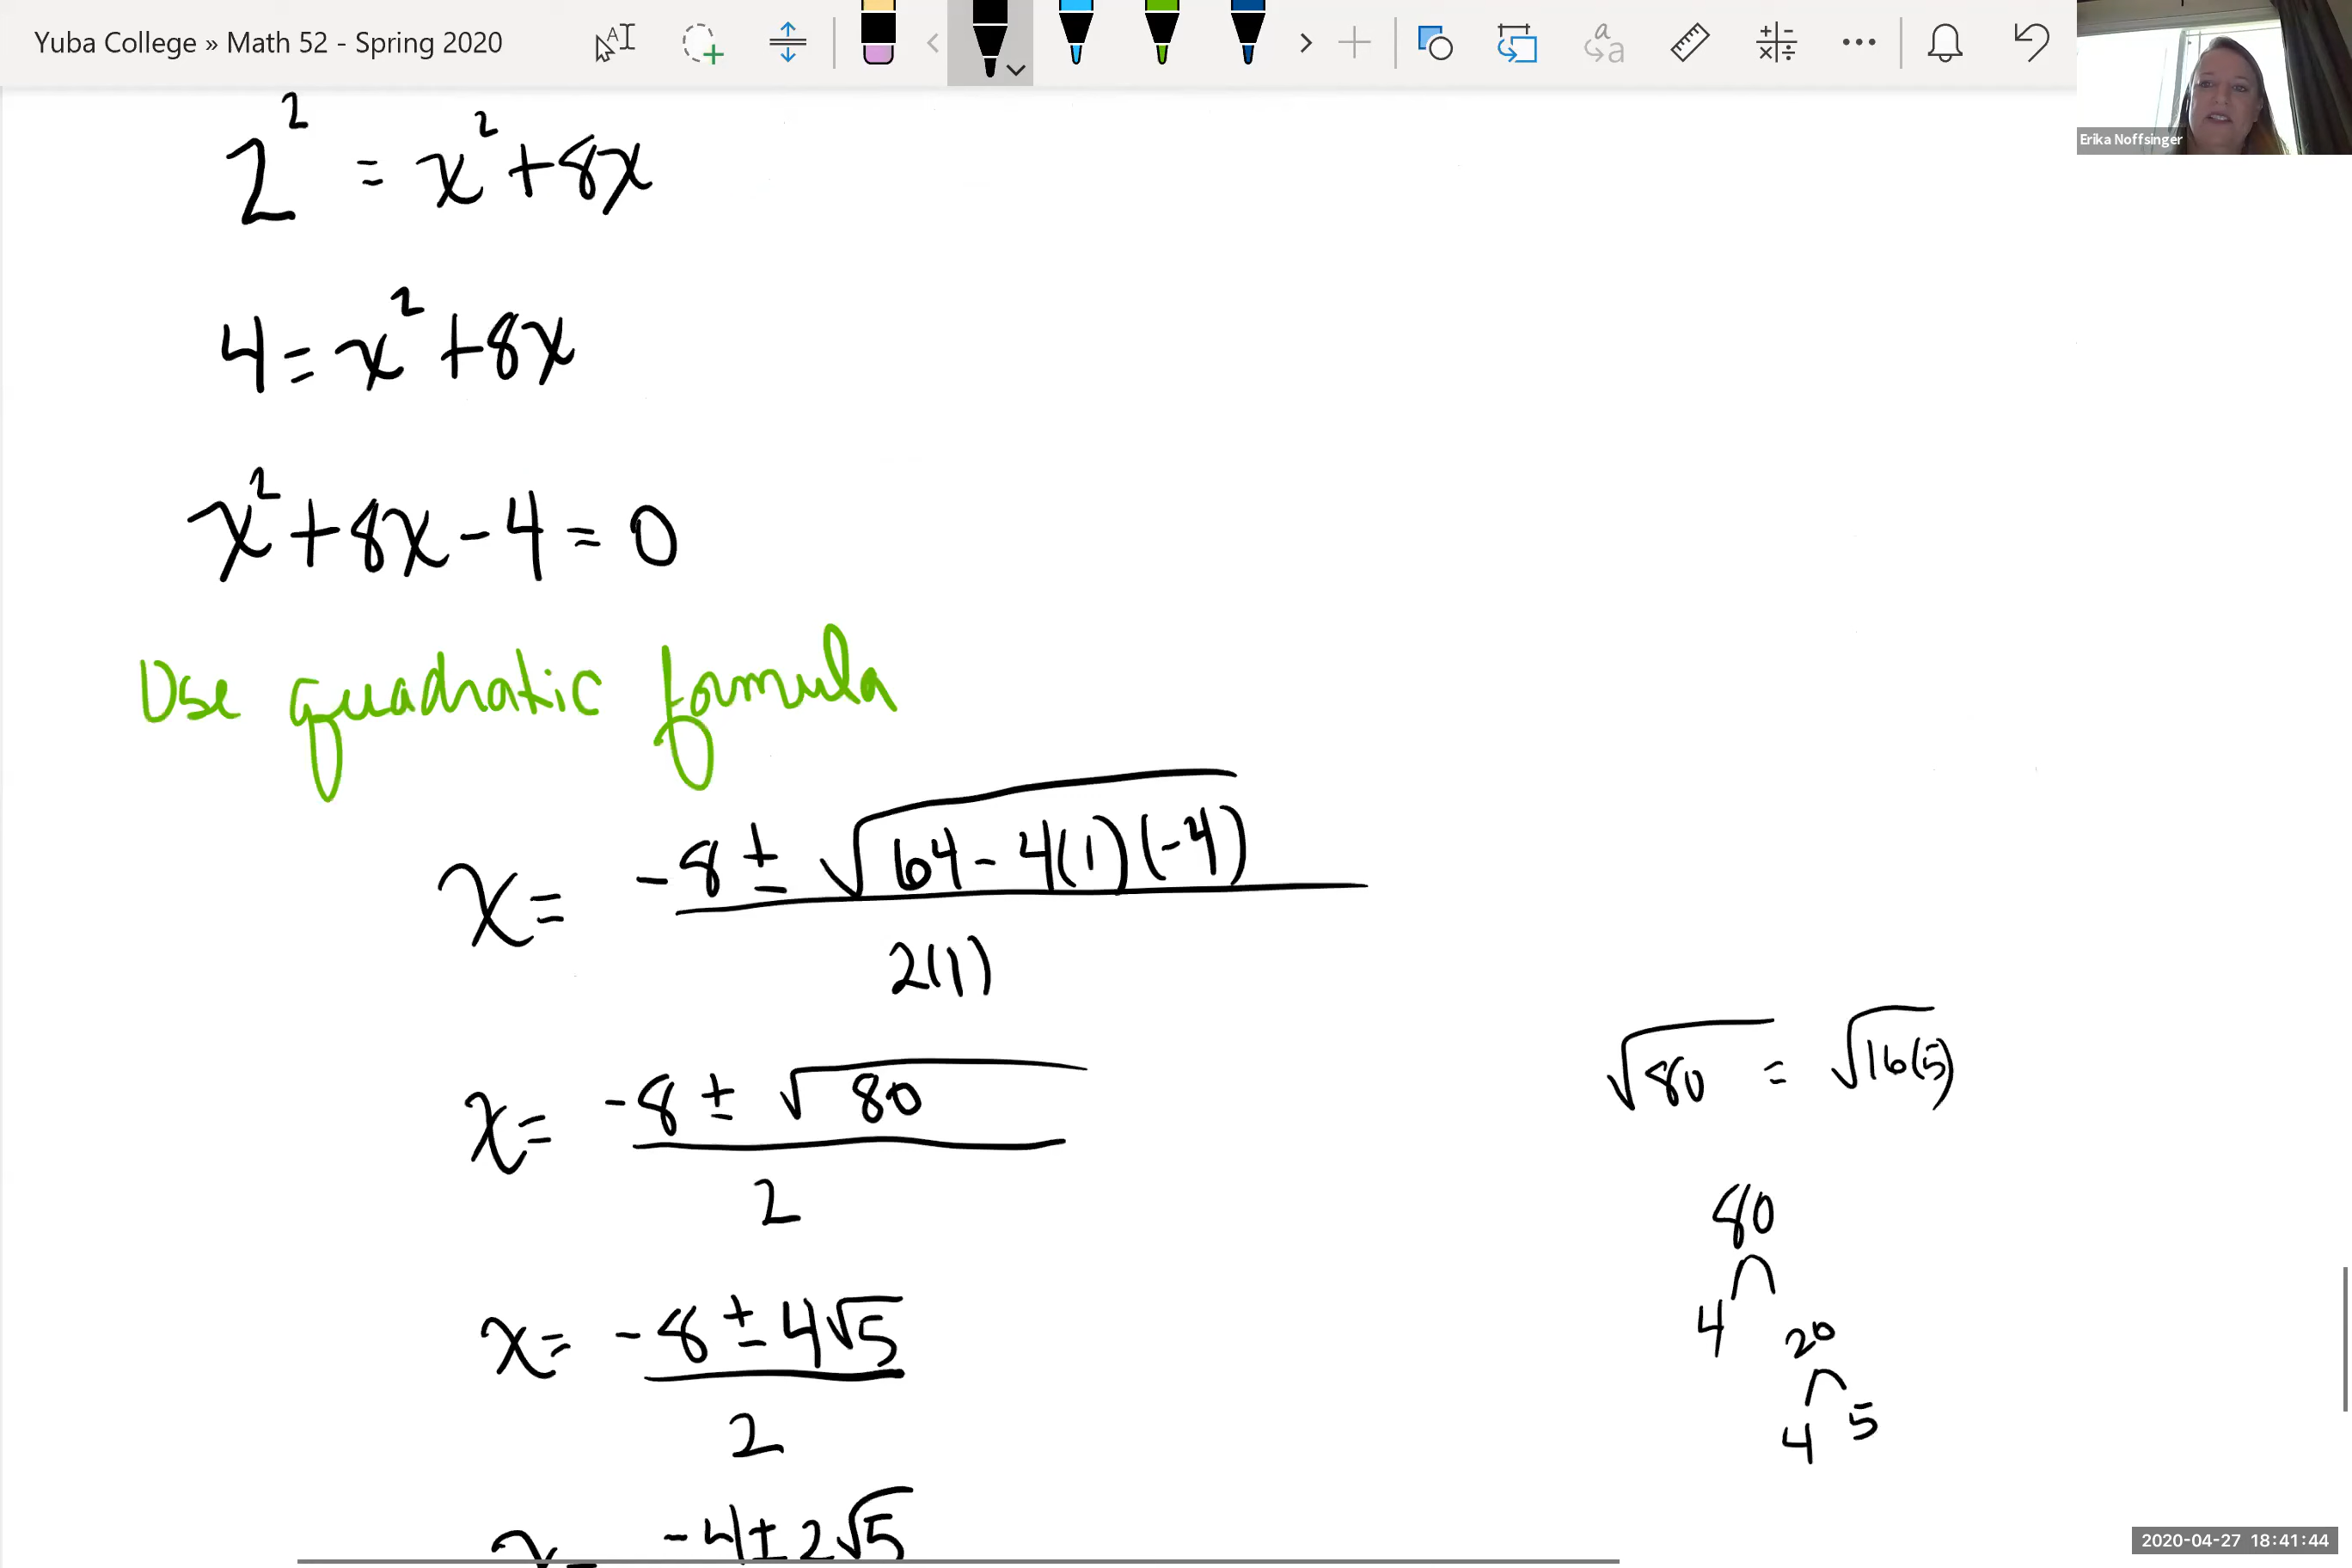 Yuba College » Math 52 - Spring 2020
Erika Noffsinger
2² = x² + 8x
4 = x² + 8x
x² + 8x - 4 = 0
Use quadratic formula
x = -8 ± √64 - 4(1)(-4)
2(1)
x = -8 ± √80
2
√80 = √16(5)
80
4 20
4 5
x = -8 ± 4√5
2
x = -4 ± 2√5
2020-04-27 18:41:44